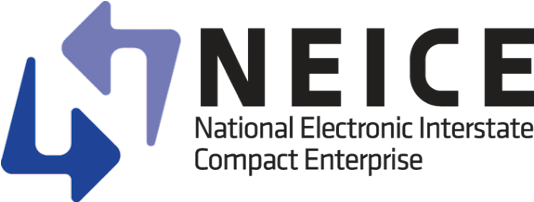 NEICE
National Electronic Interstate
Compact Enterprise